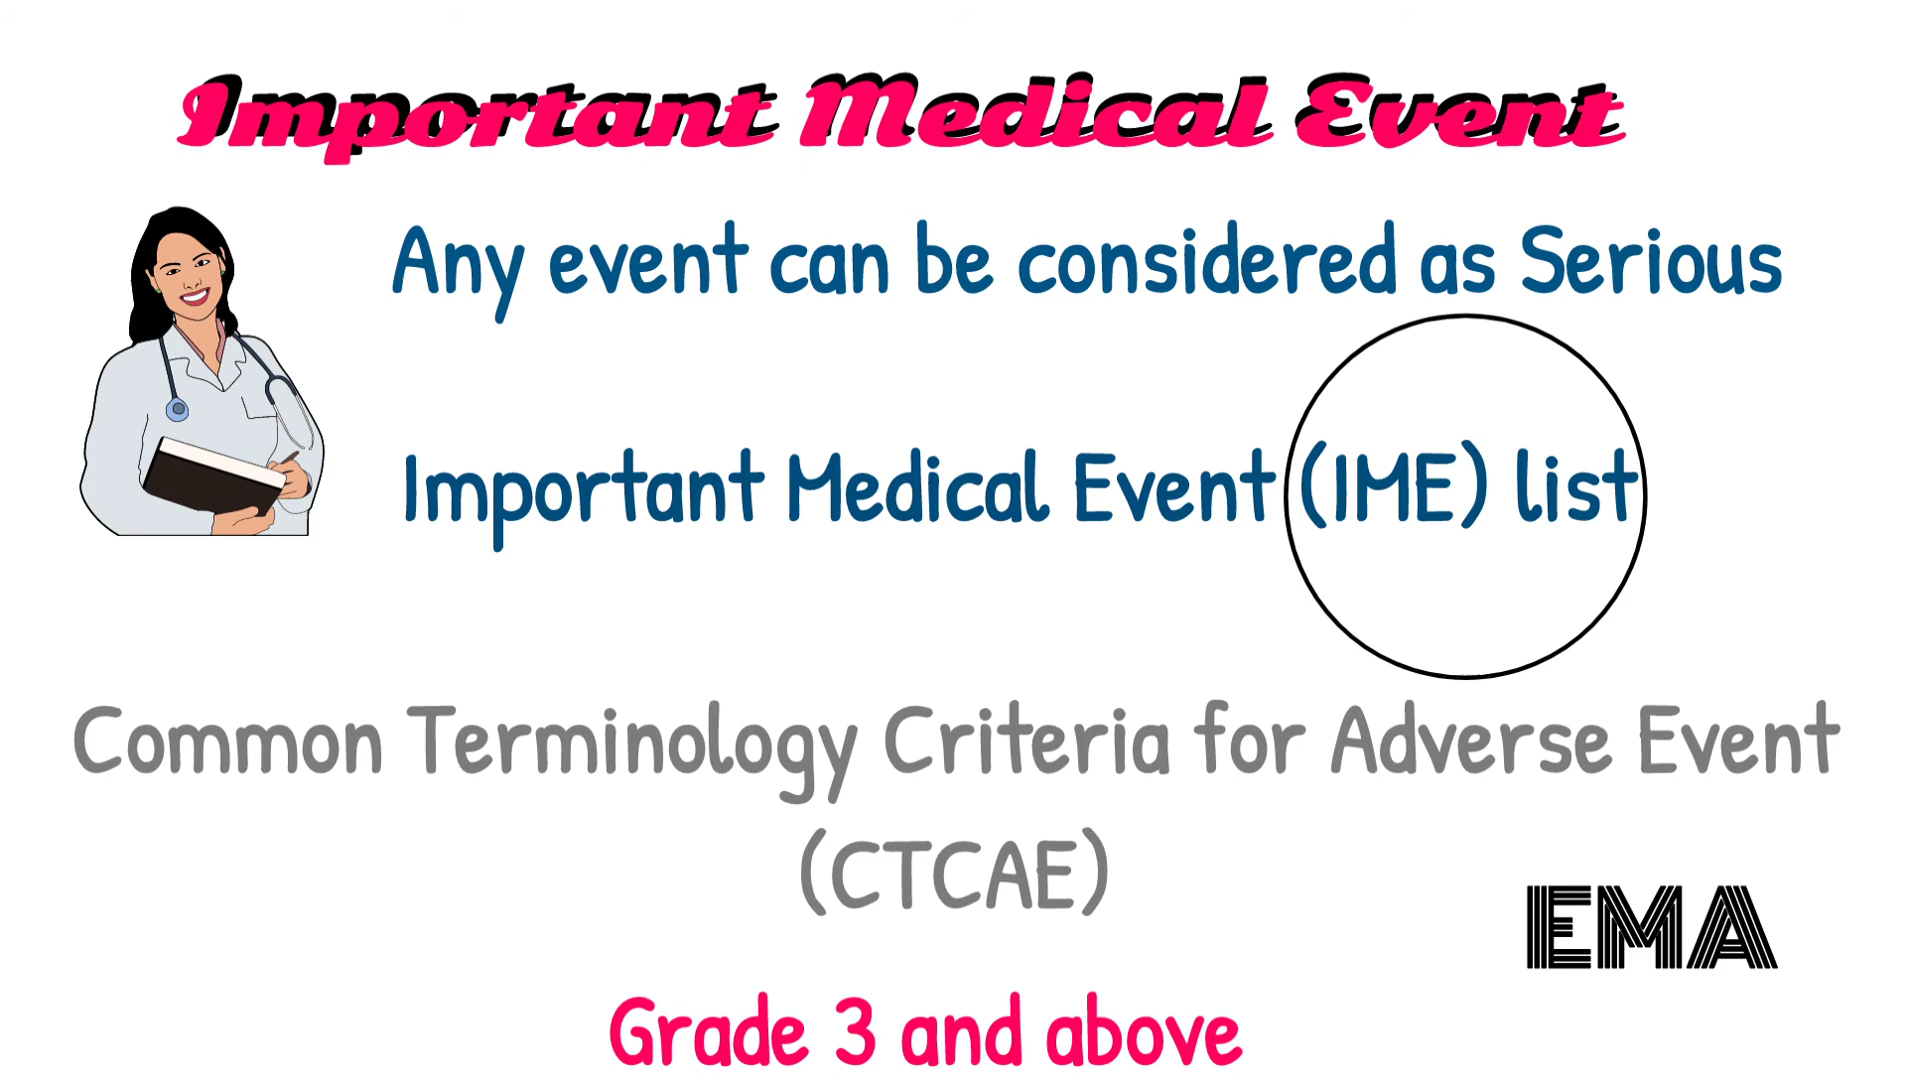 Important Medical Event
Any event can be considered as Serious
Important Medical Event (IME) list
Common Terminology Criteria for Adverse Event
(CTCAE)
EMA
Grade 3 and above